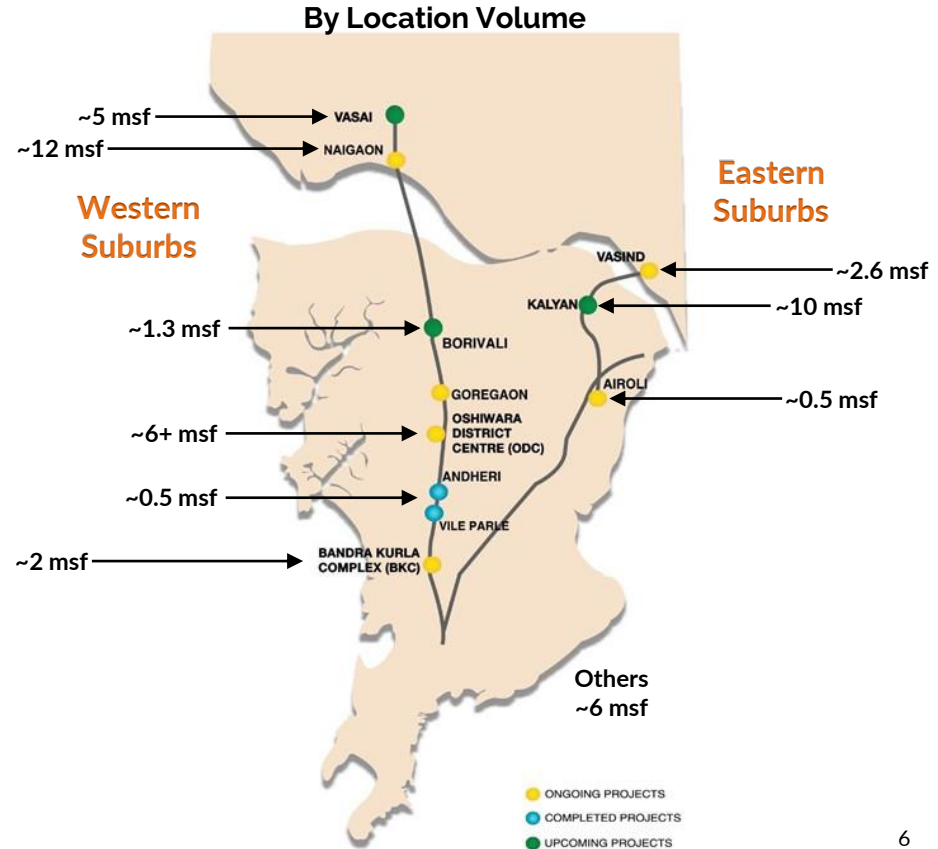 By Location Volume
~5 msf
VASAI
~12 msf
NAIGAON
Western
Suburbs
Eastern
Suburbs
VASIND
~2.6 msf
KALYAN
~10 msf
~1.3 msf
BORIVALI
AIROLI
~0.5 msf
GOREGAON
~6+ msf
OSHIWARA
DISTRICT
CENTRE (ODC)
ANDHERI
~0.5 msf
VILE PARLE
~2 msf
BANDRA KURLA
COMPLEX (BKC)
Others
~6 msf
ONGOING PROJECTS
COMPLETED PROJECTS
UPCOMING PROJECTS
6